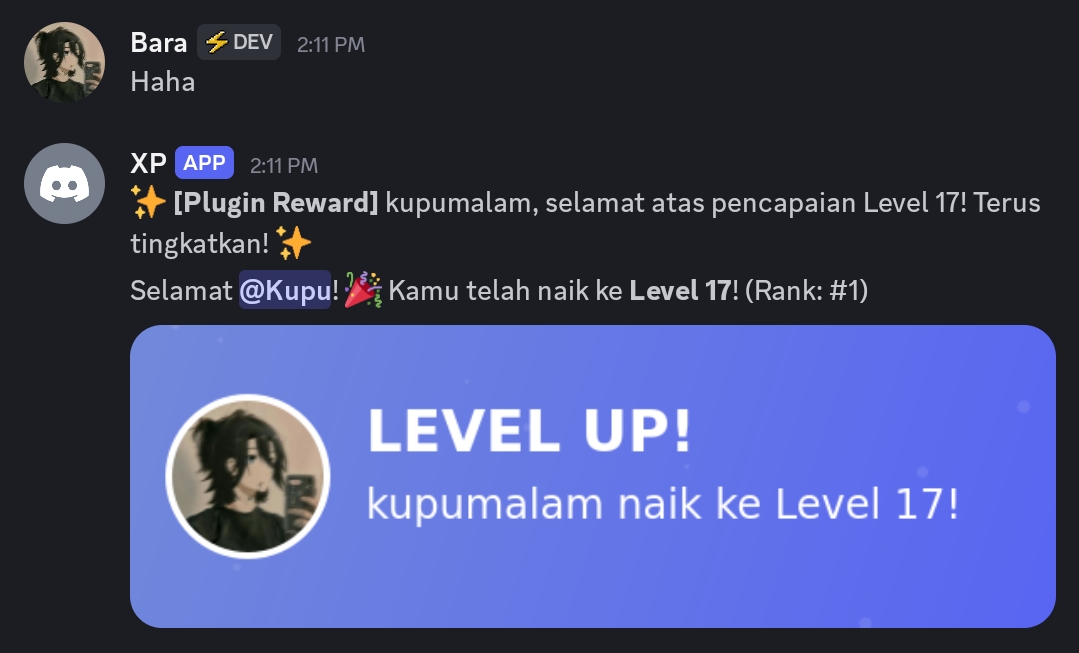 Bara ⚡DEV 2:11 PM
Haha
XP APP 2:11 PM
✨ [Plugin Reward] kupumalam, selamat atas pencapaian Level 17! Terus
tingkatkan! ✨
Selamat @Kupu! 🎉 Kamu telah naik ke Level 17! (Rank: #1)
LEVEL UP!
kupumalam naik ke Level 17!